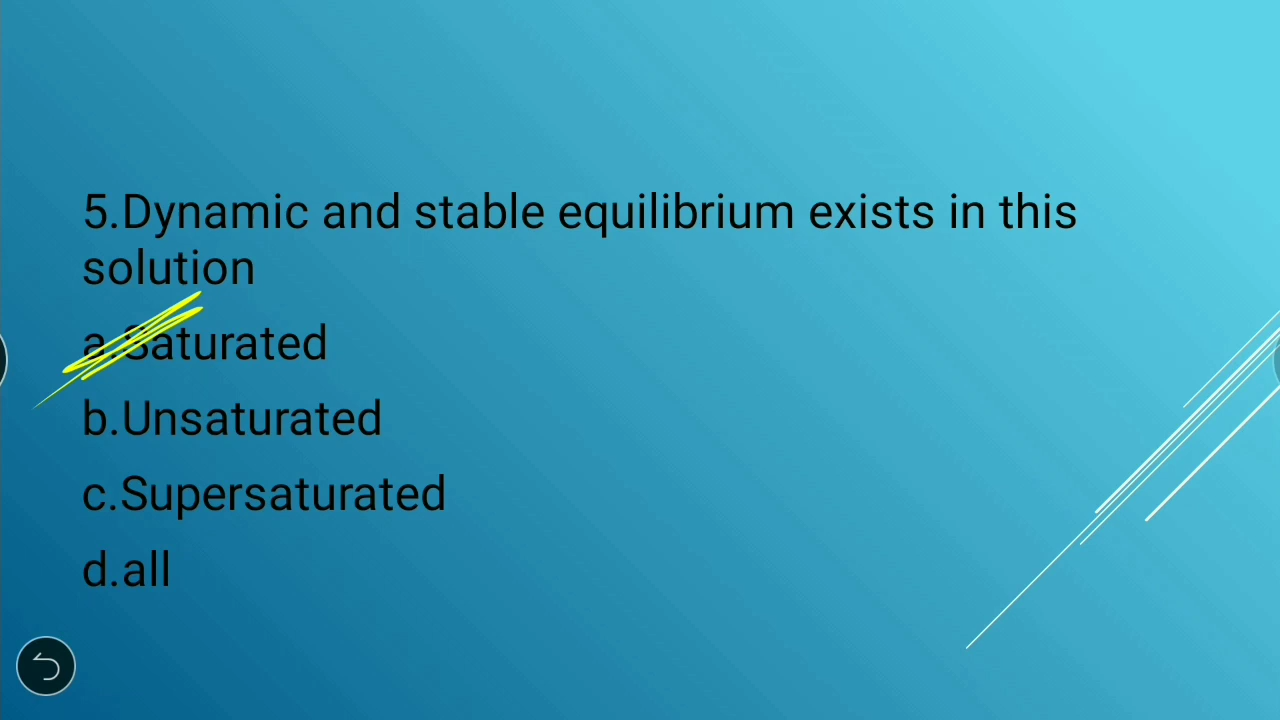 5.Dynamic and stable equilibrium exists in this
solution
a.Saturated
b.Unsaturated
c.Supersaturated
d.all